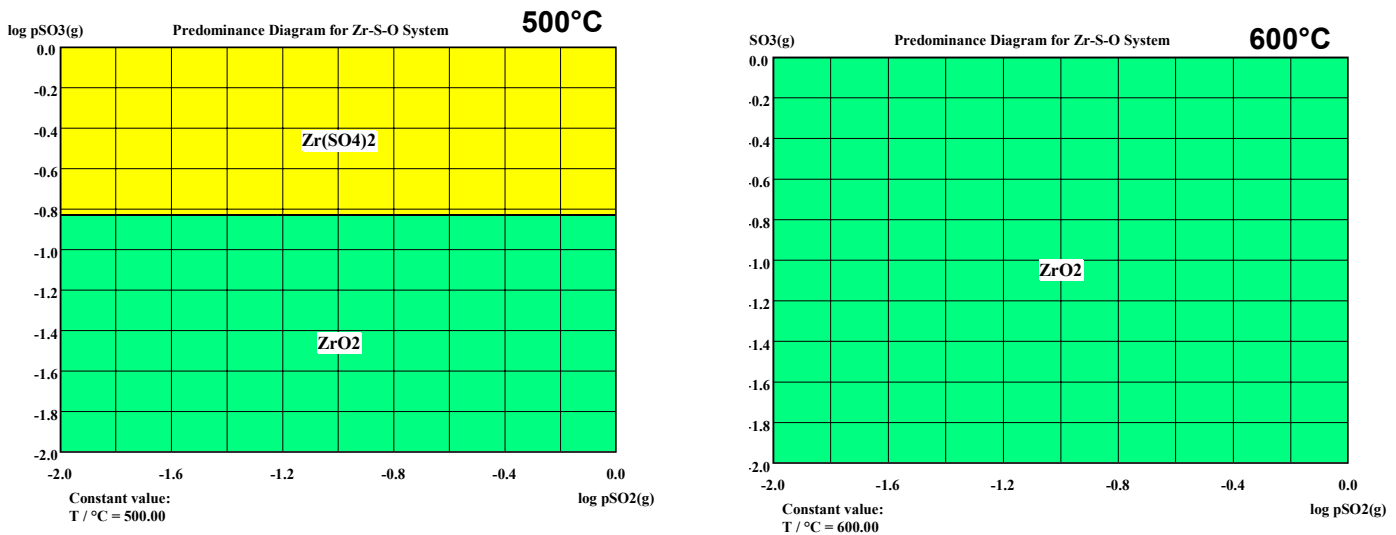 500°C
log pSO3(g)
Predominance Diagram for Zr-S-O System
0.0
-0.2
-0.4
-0.6
-0.8
-1.0
-1.2
-1.4
-1.6
-1.8
-2.0
Zr(SO4)2
ZrO2
-2.0 -1.6 -1.2 -0.8 -0.4 0.0
log pSO2(g)
Constant value:
T / °C = 500.00
600°C
SO3(g)
Predominance Diagram for Zr-S-O System
0.0
-0.2
-0.4
-0.6
-0.8
-1.0
-1.2
-1.4
-1.6
-1.8
-2.0
ZrO2
-2.0 -1.6 -1.2 -0.8 -0.4 0.0
log pSO2(g)
Constant value:
T / °C = 600.00